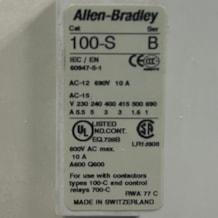 Allen-Bradley
Cat Ser
100-S B
IEC / EN
60947-5-1
AC-12 690V 10 A
AC-15
V 230 240 400 415 500 690
A 5.5 5 3 3 1.6 1
UL LISTED
IND.CONT.
EQ.
LR13908
600V AC max.
10 A
A600 Q600
For use with contactors
types 100-C and control
relays 700-C
RWA 77 C
MADE IN SWITZERLAND